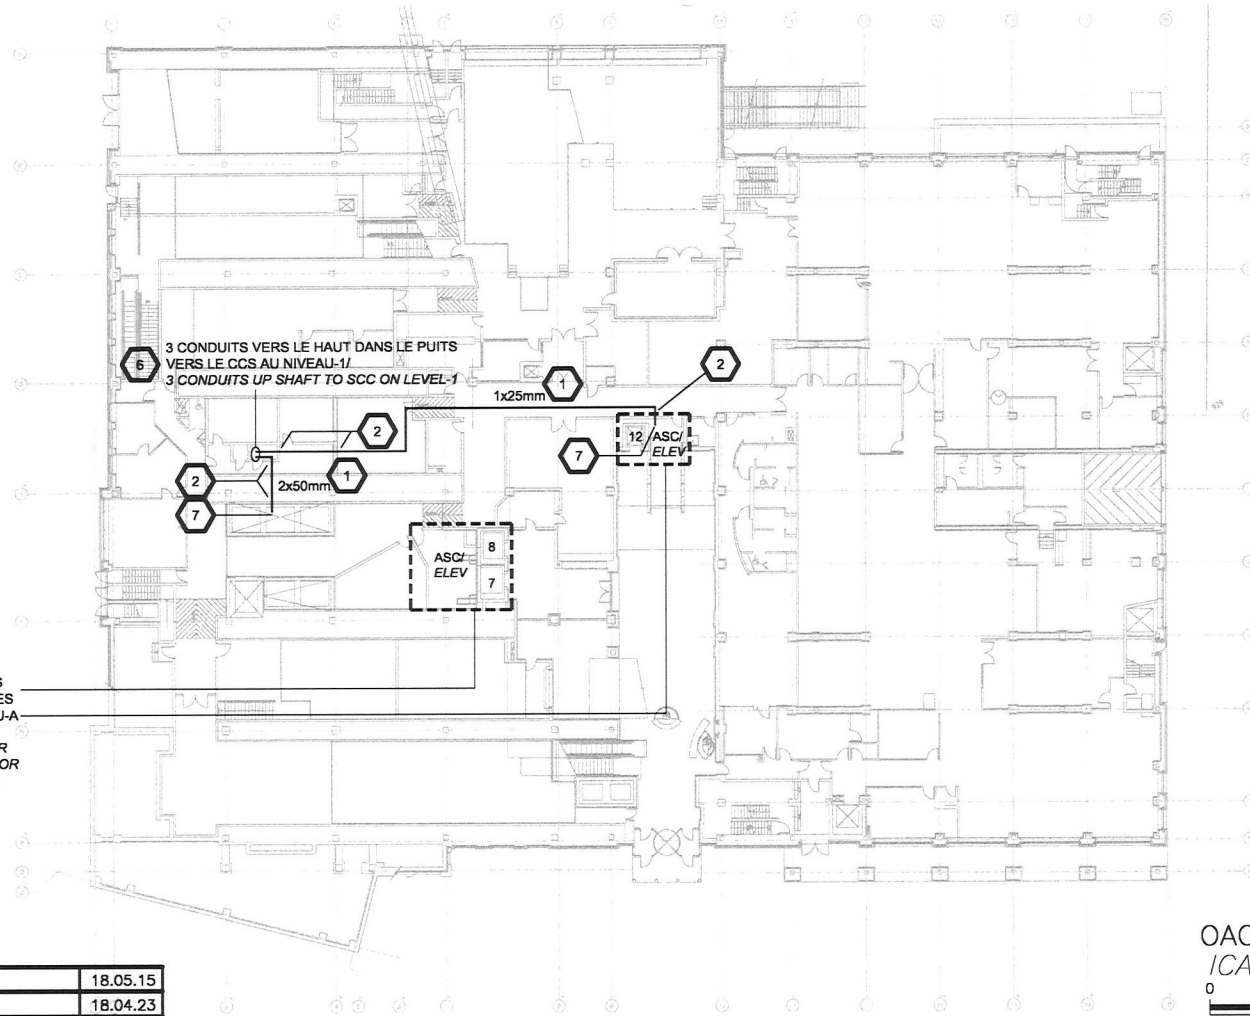 6
3 CONDUITS VERS LE HAUT DANS LE PUITS
VERS LE CCS AU NIVEAU-1/
3 CONDUITS UP SHAFT TO SCC ON LEVEL-1
1x25mm
1
2
2
12
ASC/
ELEV
7
2
2x50mm
1
7
ASC/
ELEV
8
7
S
ES
U-A
R
OR
18.05.15
18.04.23
OAC
ICA
0